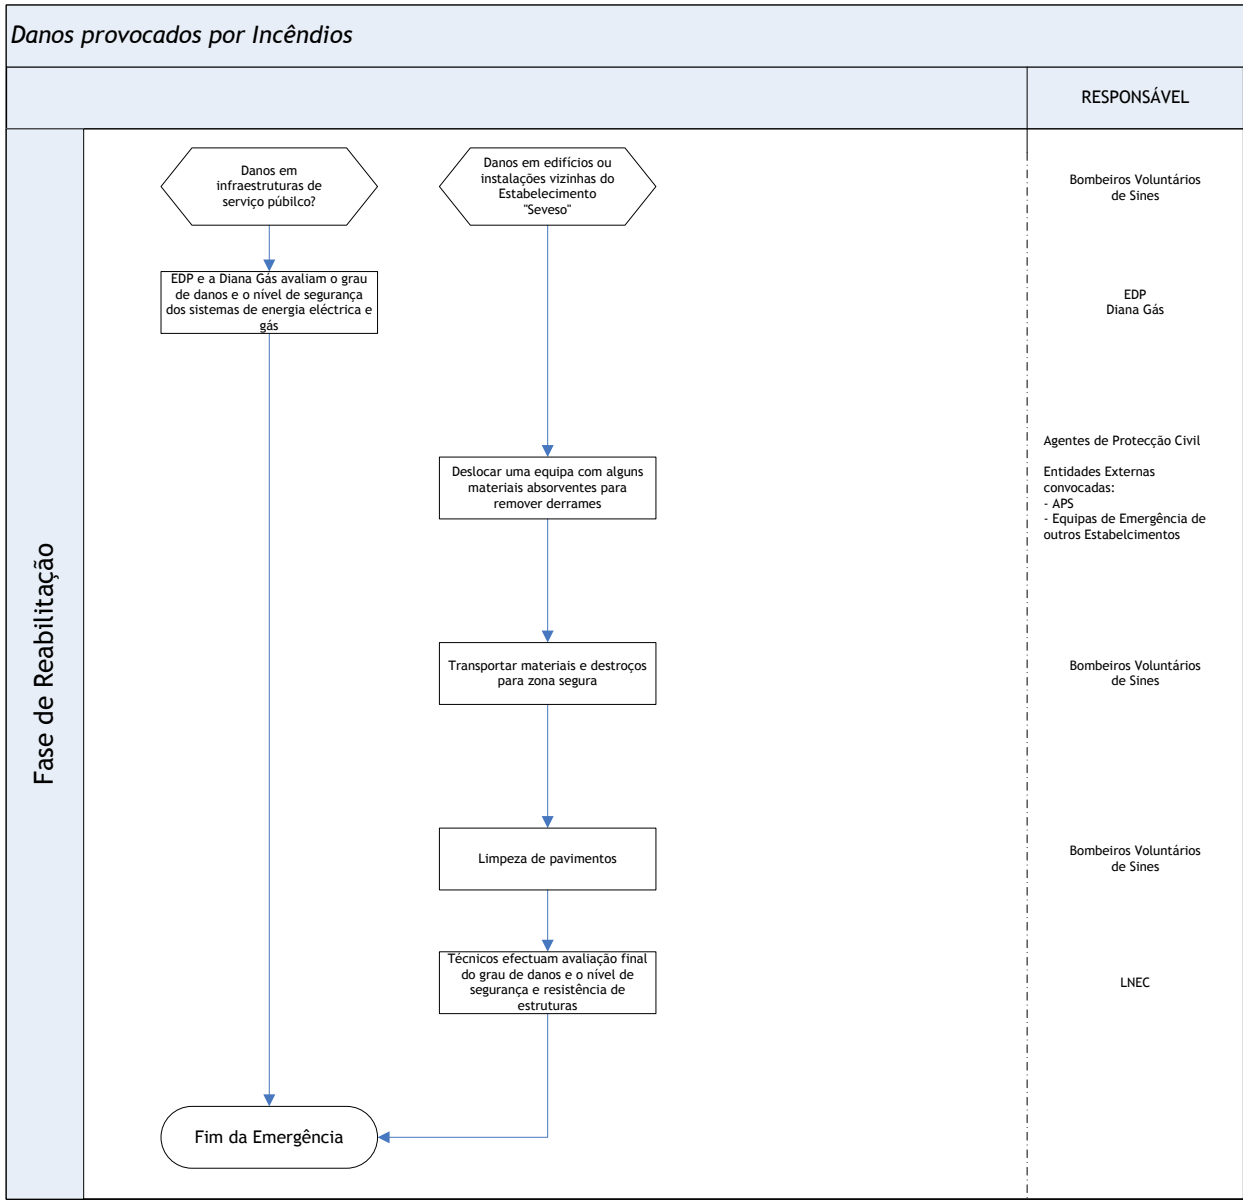 Danos provocados por Incêndios
RESPONSÁVEL
Fase de Reabilitação
Danos em
infraestruturas de
serviço púbilco?
Danos em edifícios ou
instalações vizinhas do
Estabelecimento
"Seveso"
Bombeiros Voluntários
de Sines
EDP e a Diana Gás avaliam o grau
de danos e o nível de segurança
dos sistemas de energia eléctrica e
gás
EDP
Diana Gás
Deslocar uma equipa com alguns
materiais absorventes para
remover derrames
Agentes de Protecção Civil
Entidades Externas
convocadas:
- APS
- Equipas de Emergência de
outros Estabelcimentos
Transportar materiais e destroços
para zona segura
Bombeiros Voluntários
de Sines
Limpeza de pavimentos
Bombeiros Voluntários
de Sines
Técnicos efectuam avaliação final
do grau de danos e o nível de
segurança e resistência de
estruturas
LNEC
Fim da Emergência